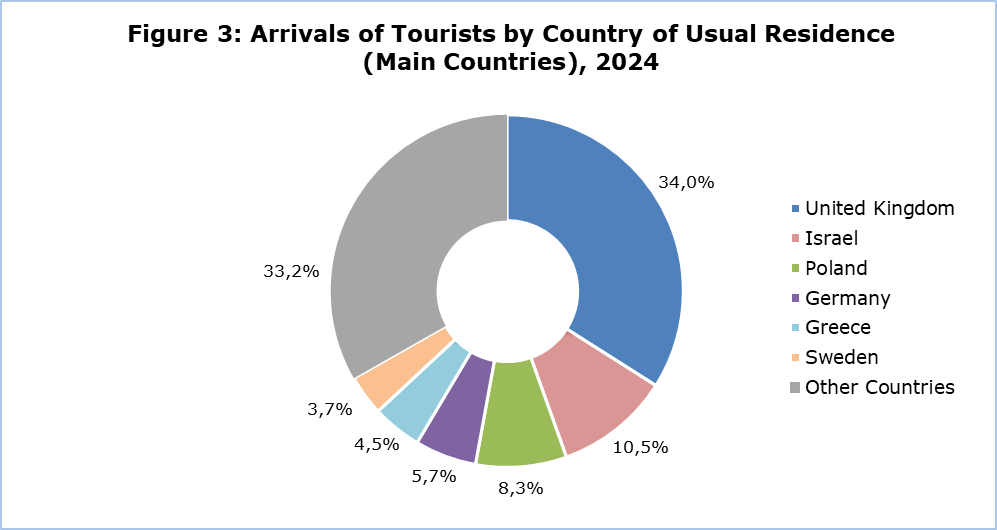 Figure 3: Arrivals of Tourists by Country of Usual Residence
(Main Countries), 2024
34,0%
10,5%
8,3%
5,7%
4,5%
3,7%
33,2%
United Kingdom
Israel
Poland
Germany
Greece
Sweden
Other Countries